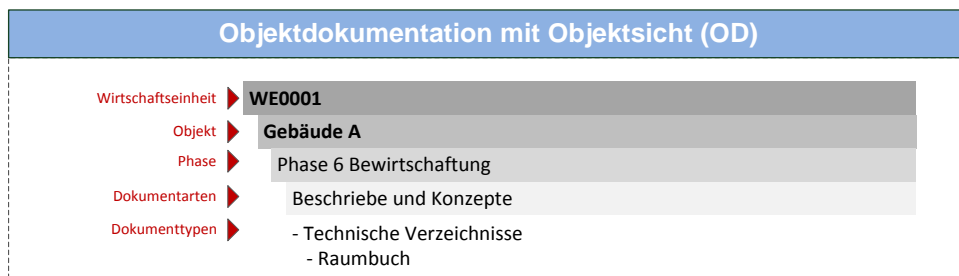 Objektdokumentation mit Objektsicht (OD)
Wirtschaftseinheit WE0001
Objekt Gebäude A
Phase Phase 6 Bewirtschaftung
Dokumentarten Beschriebe und Konzepte
Dokumenttypen - Technische Verzeichnisse
- Raumbuch